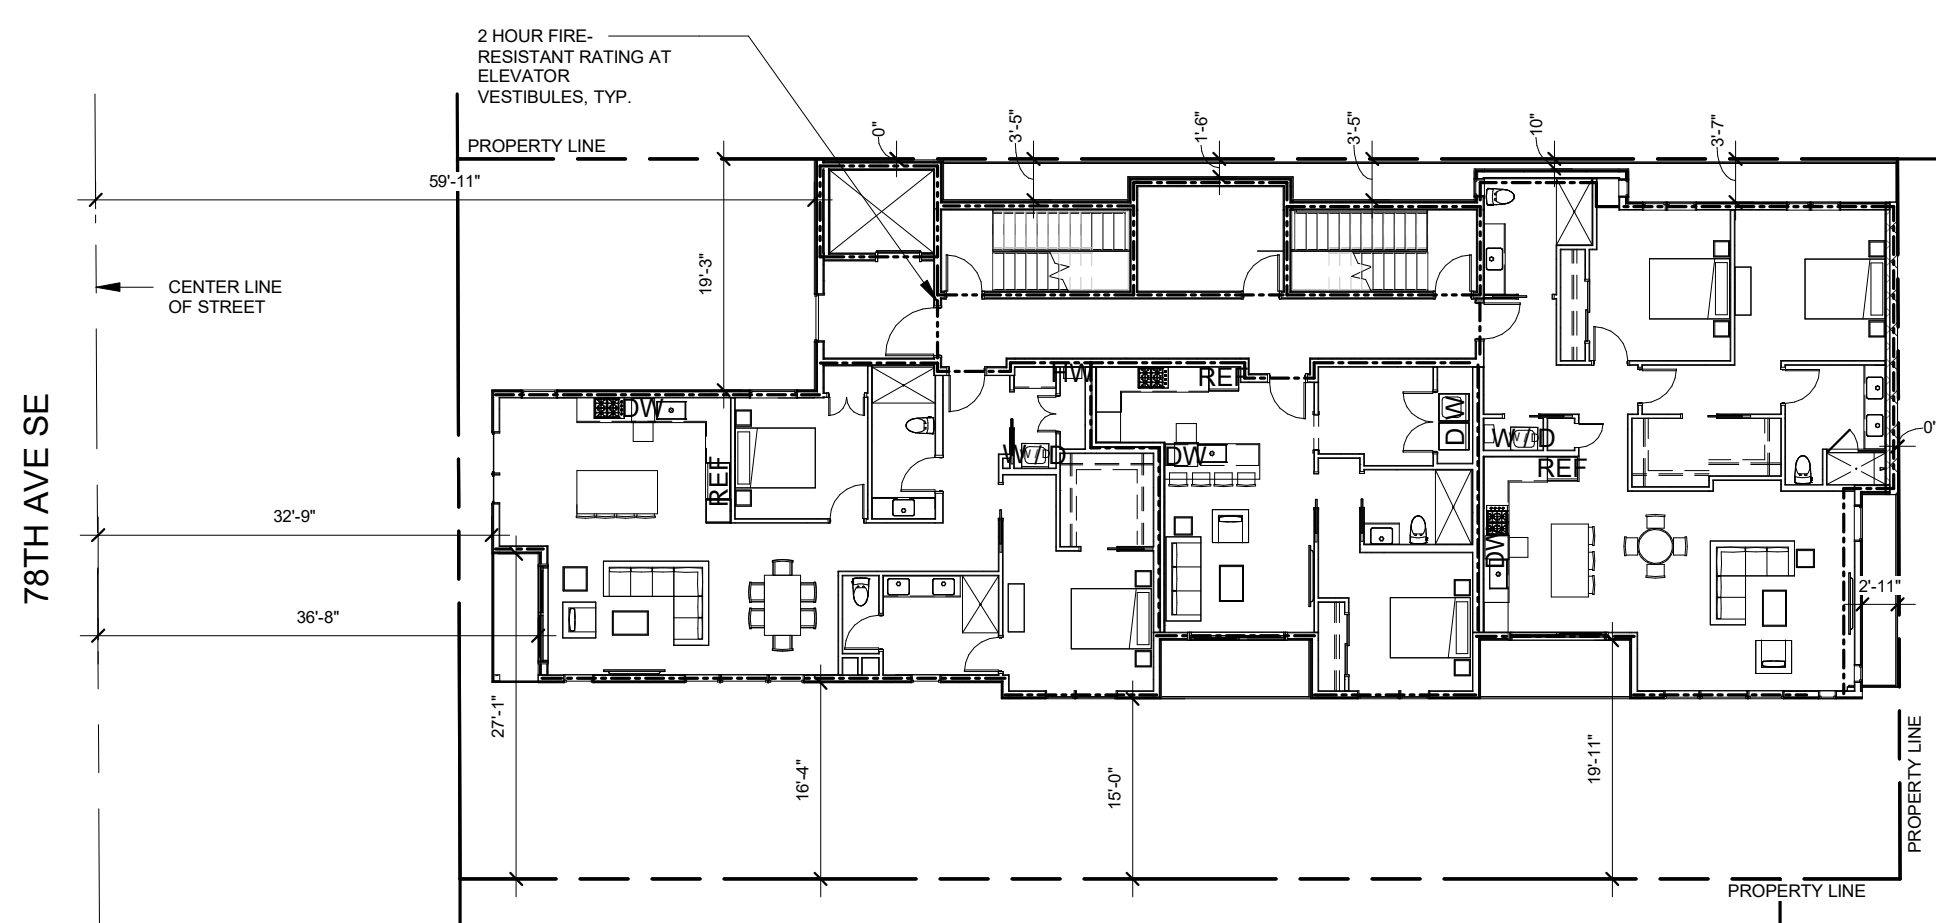 2 HOUR FIRE-
RESISTANT RATING AT
ELEVATOR
VESTIBULES, TYP.
PROPERTY LINE
0"
3'-5"
1'-6"
3'-5"
10"
3'-7"
59'-11"
19'-3"
CENTER LINE
OF STREET
78TH AVE SE
HW
REF
DW
D W
W / D
W / D
DW
REF
REF
0"
DW
32'-9"
36'-8"
2'-11"
27'-1"
16'-4"
15'-0"
19'-11"
PROPERTY LINE
PROPERTY LINE